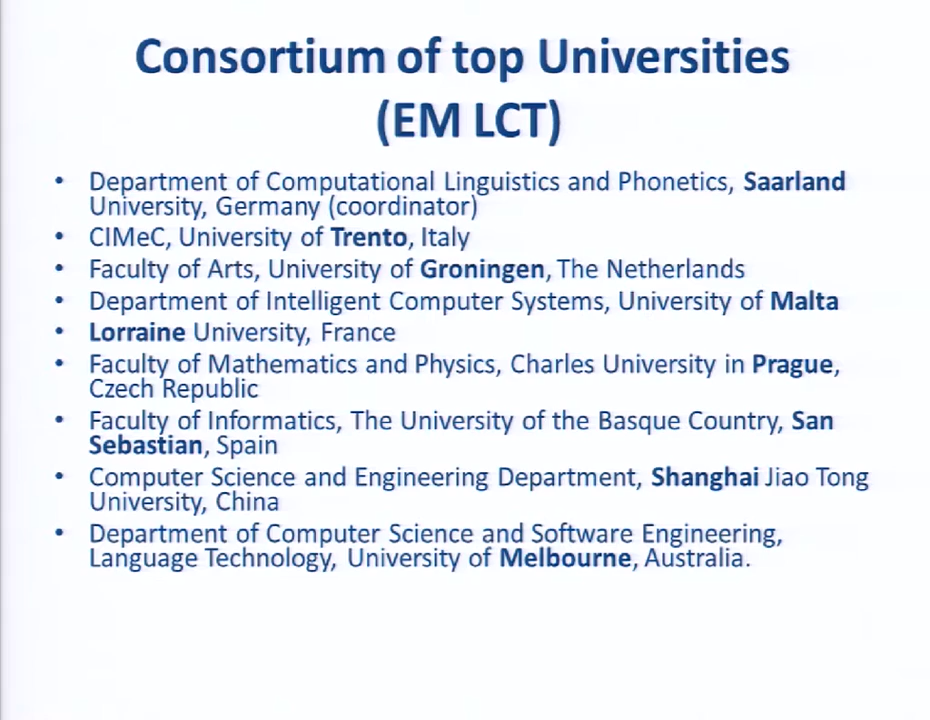 Consortium of top Universities
(EM LCT)
• Department of Computational Linguistics and Phonetics, Saarland
University, Germany (coordinator)
• CIMeC, University of Trento, Italy
• Faculty of Arts, University of Groningen, The Netherlands
• Department of Intelligent Computer Systems, University of Malta
• Lorraine University, France
• Faculty of Mathematics and Physics, Charles University in Prague,
Czech Republic
• Faculty of Informatics, The University of the Basque Country, San
Sebastian, Spain
• Computer Science and Engineering Department, Shanghai Jiao Tong
University, China
• Department of Computer Science and Software Engineering,
Language Technology, University of Melbourne, Australia.